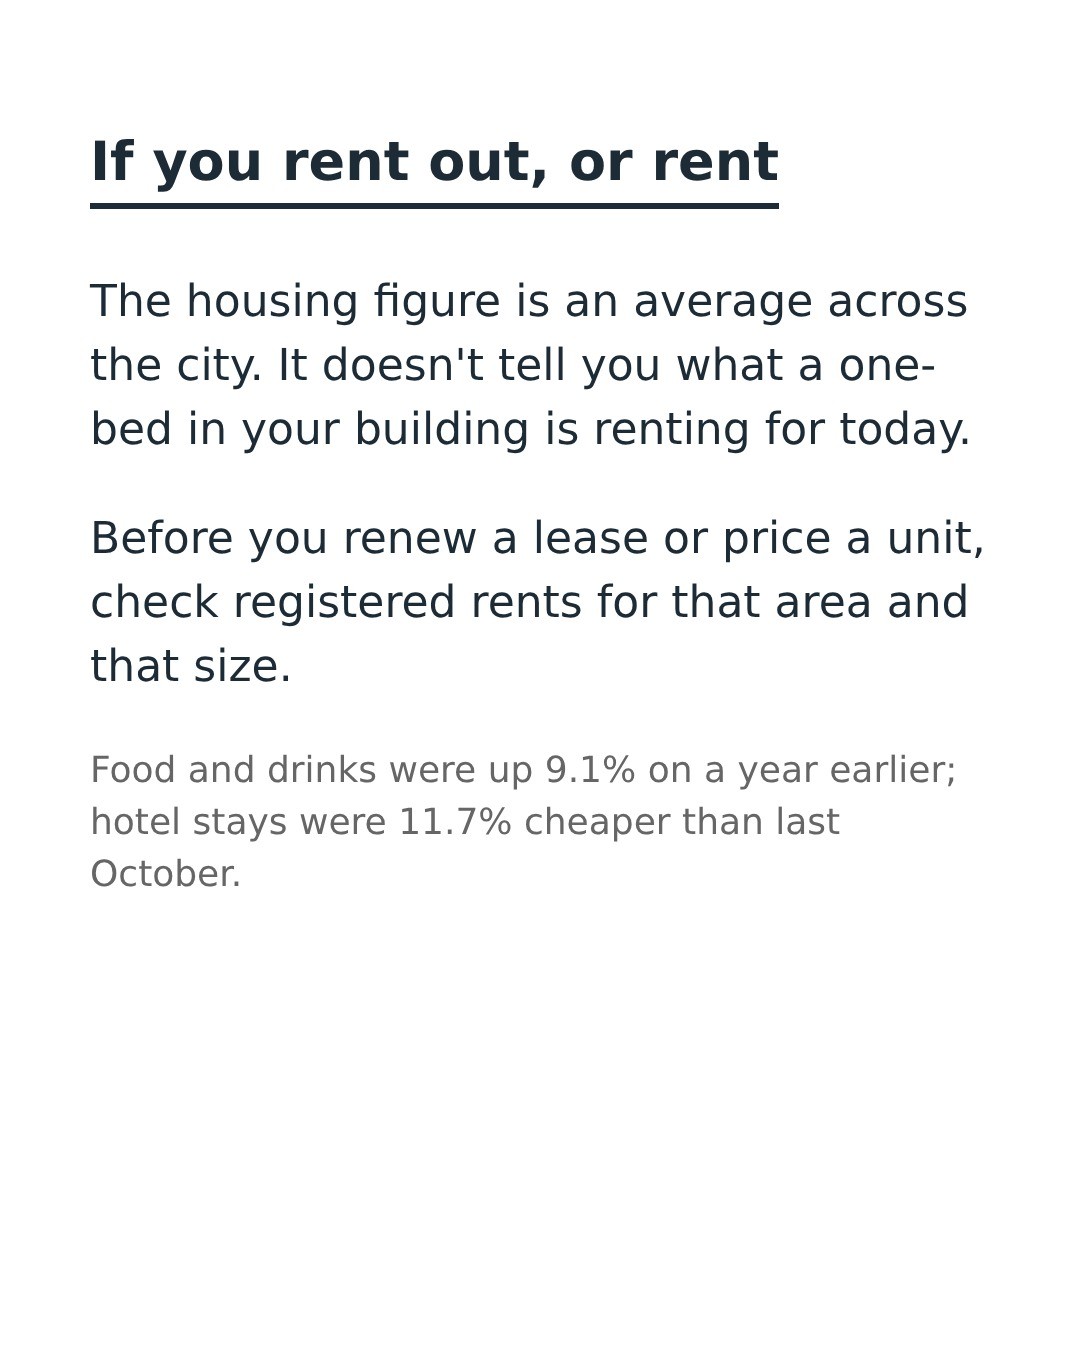 If you rent out, or rent
The housing figure is an average across
the city. It doesn't tell you what a one-
bed in your building is renting for today.
Before you renew a lease or price a unit,
check registered rents for that area and
that size.
Food and drinks were up 9.1% on a year earlier;
hotel stays were 11.7% cheaper than last
October.